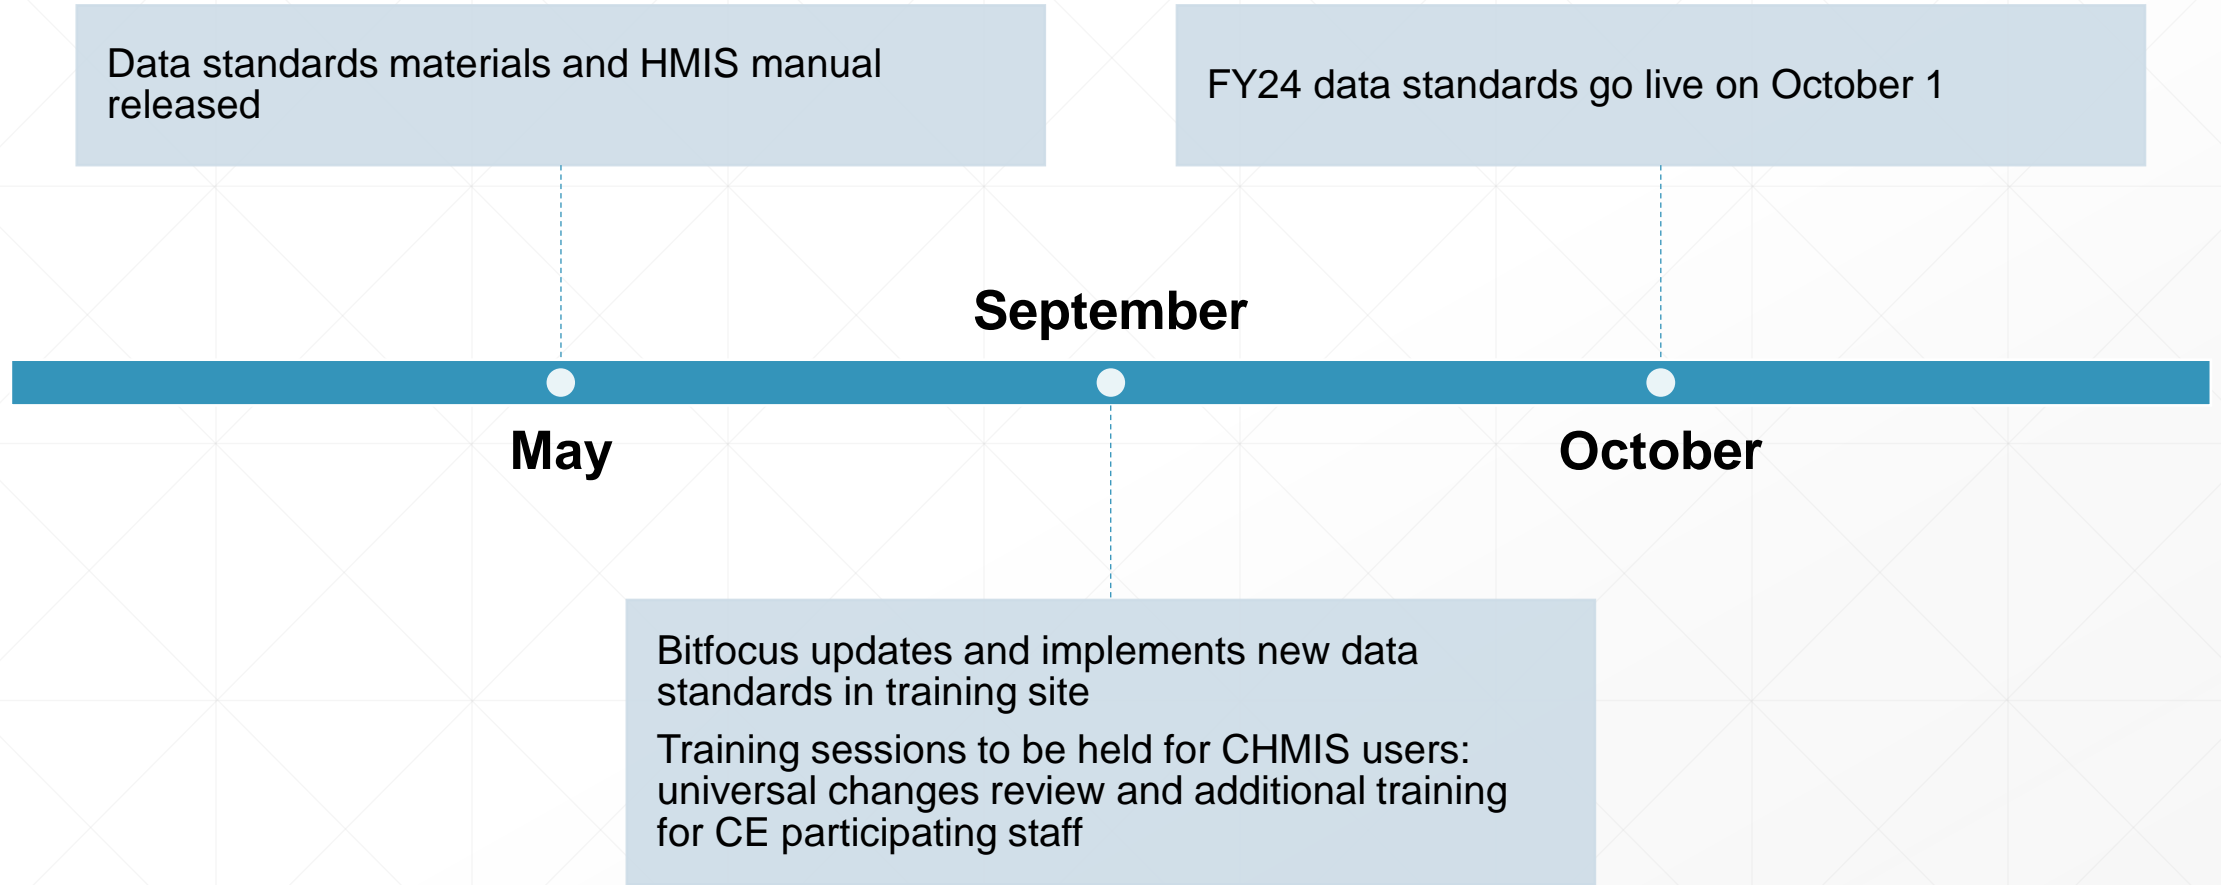 Data standards materials and HMIS manual
released
FY24 data standards go live on October 1
September
May
October
Bitfocus updates and implements new data
standards in training site
Training sessions to be held for CHMIS users:
universal changes review and additional training
for CE participating staff